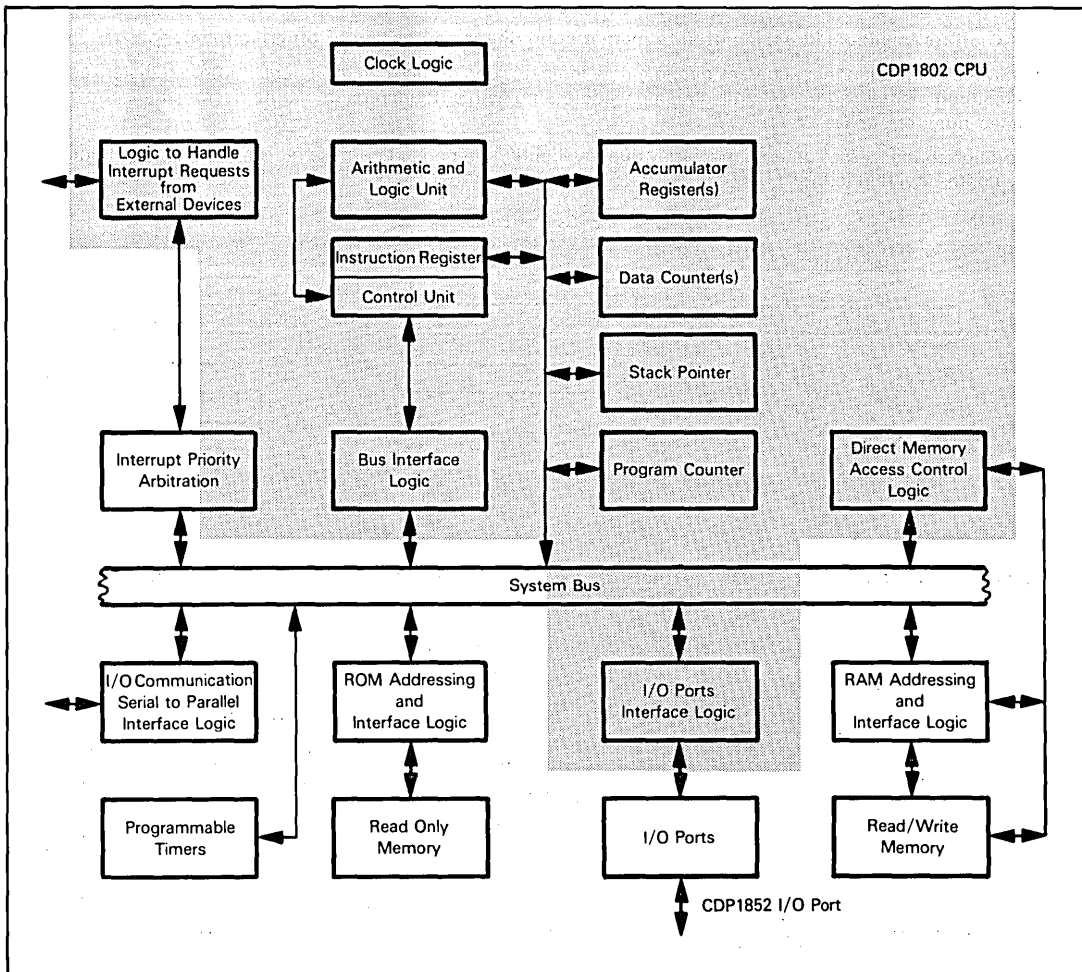 Clock Logic
CDP1802 CPU
Logic to Handle
Interrupt Requests
from
External Devices
Arithmetic and
Logic Unit
Accumulator
Register(s)
Instruction Register
Control Unit
Data Counter(s)
Stack Pointer
Interrupt Priority
Arbitration
Bus Interface
Logic
Program Counter
Direct Memory
Access Control
Logic
System Bus
I/O Communication
Serial to Parallel
Interface Logic
ROM Addressing
and
Interface Logic
I/O Ports
Interface Logic
RAM Addressing
and
Interface Logic
Programmable
Timers
Read Only
Memory
I/O Ports
Read/Write
Memory
CDP1852 I/O Port